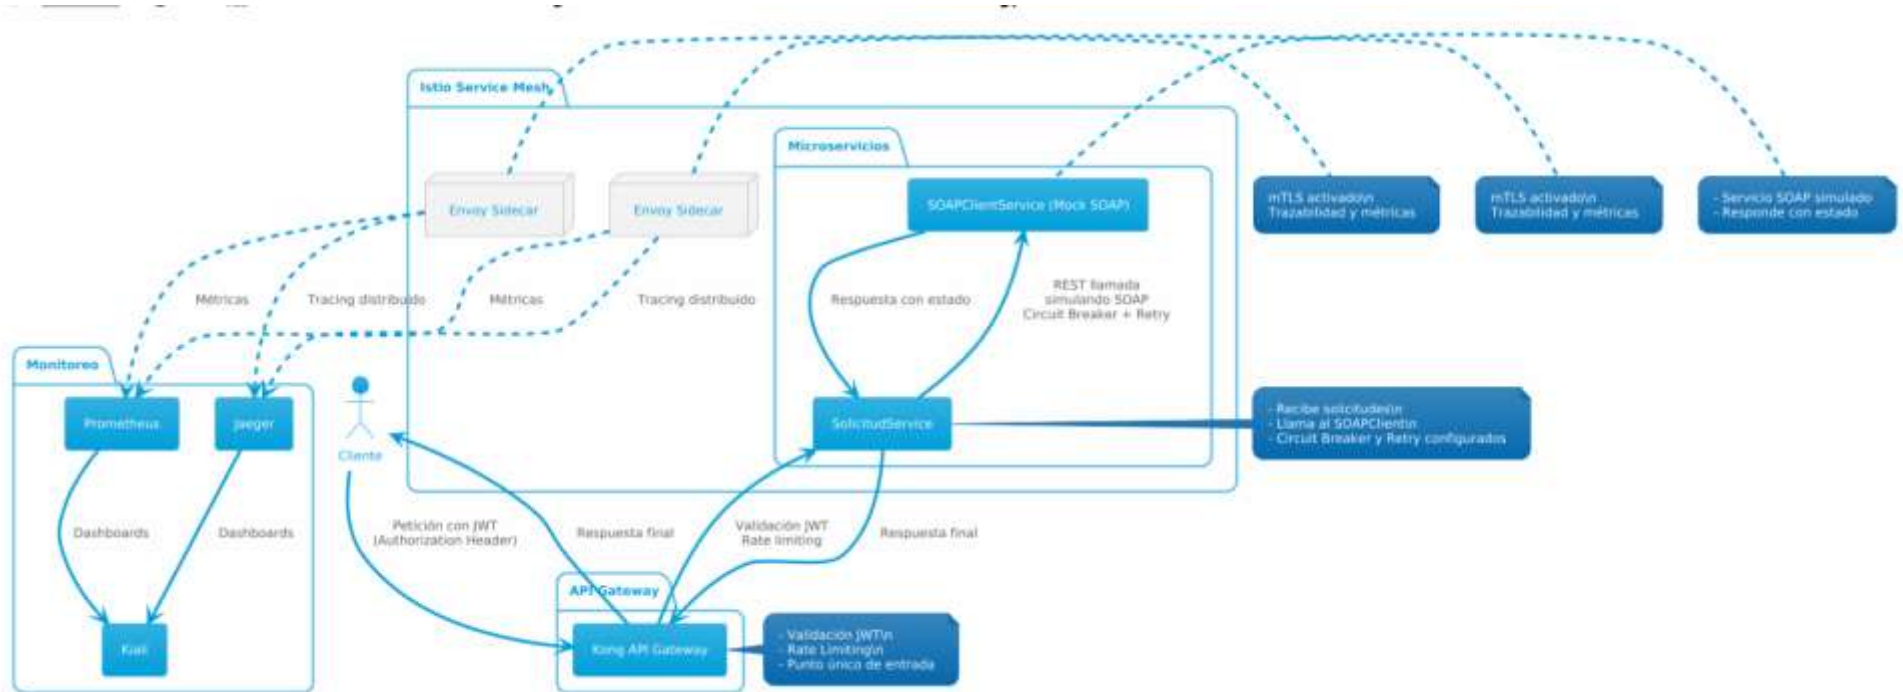 Istio Service Mesh
Microservicios
Envoy Sidecar
Envoy Sidecar
SOAPClientService (Mock SOAP)
mTLS activado\n
Trazabilidad y métricas
mTLS activado\n
Trazabilidad y métricas
- Servicio SOAP simulado
- Responde con estado
Métricas
Tracing distribuido
Métricas
Tracing distribuido
Respuesta con estado
REST llamada
simulando SOAP
Circuit Breaker + Retry
Monitoreo
Prometheus
Jaeger
Cliente
SolicitudService
- Recibe solicitudes\n
- Llama al SOAPClient\n
- Circuit Breaker y Retry configurados
Dashboards
Dashboards
Petición con JWT
(Authorization Header)
Respuesta final
Validación JWT
Rate limiting
Respuesta final
API Gateway
Kiali
Kong API Gateway
- Validación JWT\n
- Rate Limiting\n
- Punto único de entrada